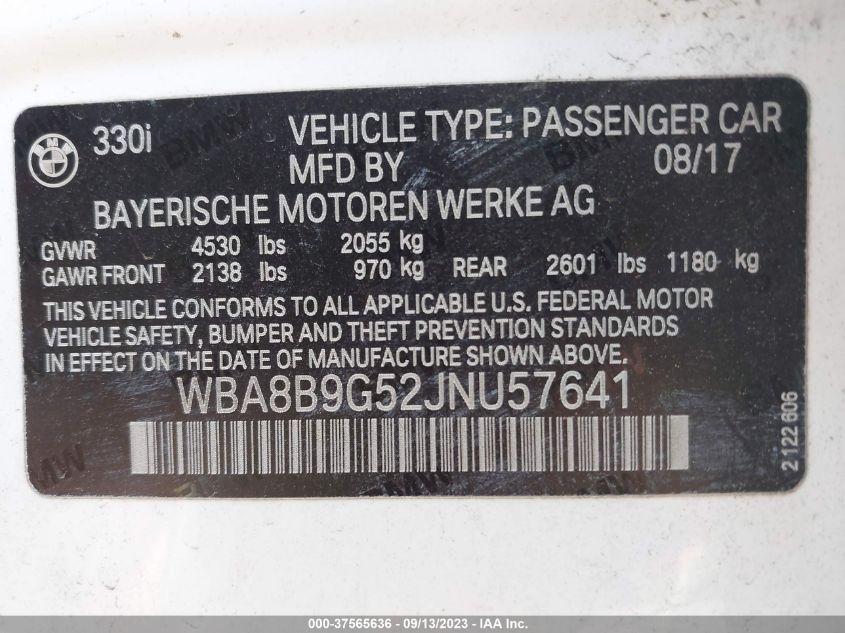 BMW
330i VEHICLE TYPE: PASSENGER CAR
MFD BY 08/17
BAYERISCHE MOTOREN WERKE AG
GVWR 4530 lbs 2055 kg
GAWR FRONT 2138 lbs 970 kg REAR 2601 lbs 1180 kg
THIS VEHICLE CONFORMS TO ALL APPLICABLE U.S. FEDERAL MOTOR
VEHICLE SAFETY, BUMPER AND THEFT PREVENTION STANDARDS
IN EFFECT ON THE DATE OF MANUFACTURE SHOWN ABOVE.
WBA8B9G52JNU57641
2 122 606
000-37565636 - 09/13/2023 - IAA Inc.